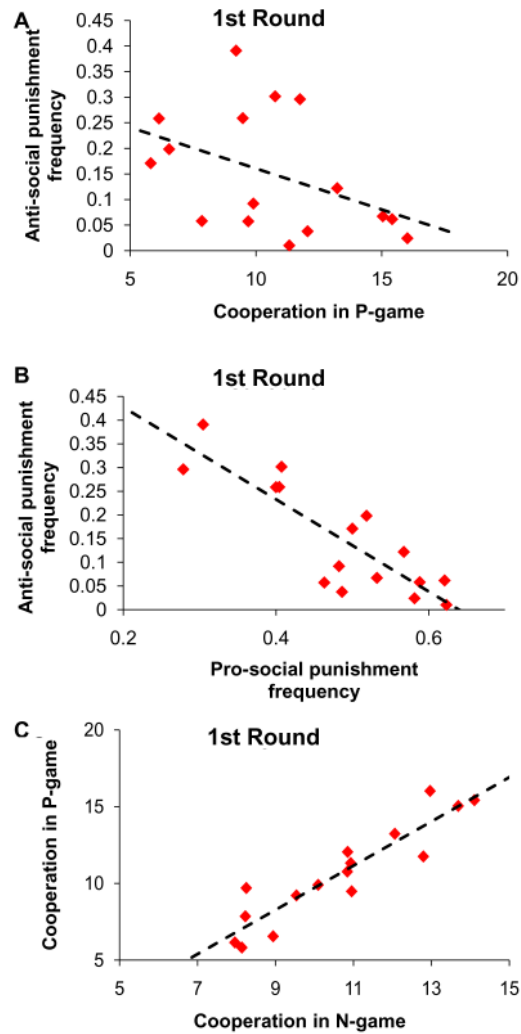 A
1st Round
Anti-social punishment
frequency
0.45
0.4
0.35
0.3
0.25
0.2
0.15
0.1
0.05
0
5 10 15 20
Cooperation in P-game
B
1st Round
Anti-social punishment
frequency
0.45
0.4
0.35
0.3
0.25
0.2
0.15
0.1
0.05
0
0.2 0.4 0.6
Pro-social punishment
frequency
C
1st Round
Cooperation in P-game
20
15
10
5
5 7 9 11 13 15
Cooperation in N-game